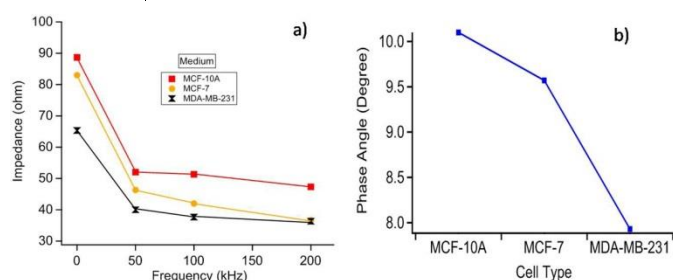 a)
Medium
MCF-10A
MCF-7
MDA-MB-231
100
90
80
70
60
50
40
30
Impedance (ohm)
0 50 100 150 200
Frequency (kHz)
b)
10.0
9.5
9.0
8.5
8.0
Phase Angle (Degree)
MCF-10A MCF-7 MDA-MB-231
Cell Type